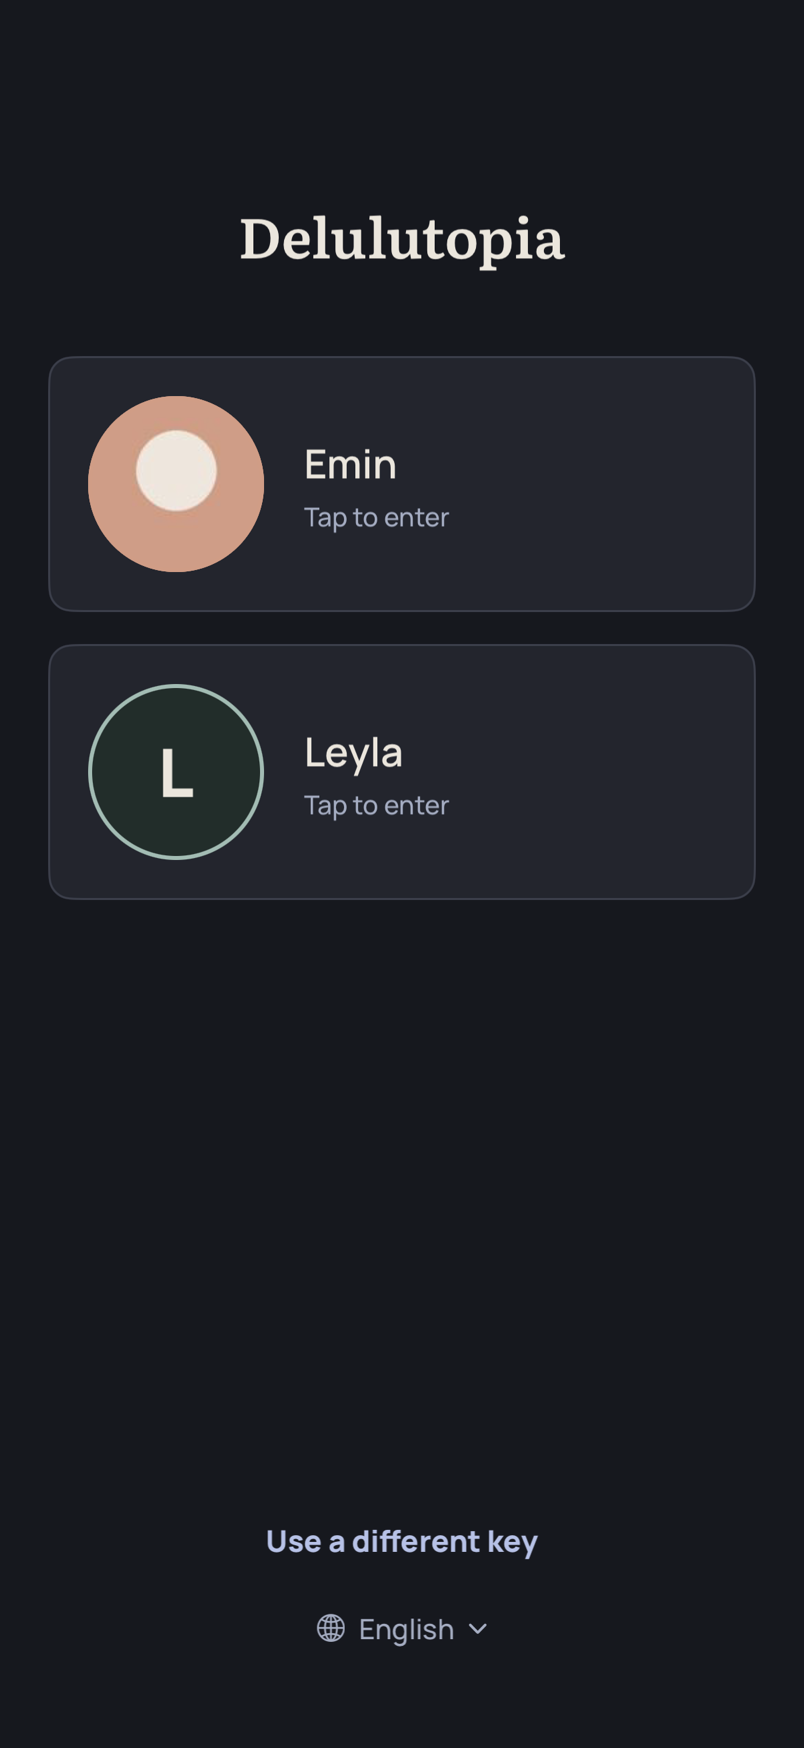 Delulutopia
Emin
Tap to enter
L
Leyla
Tap to enter
Use a different key
English